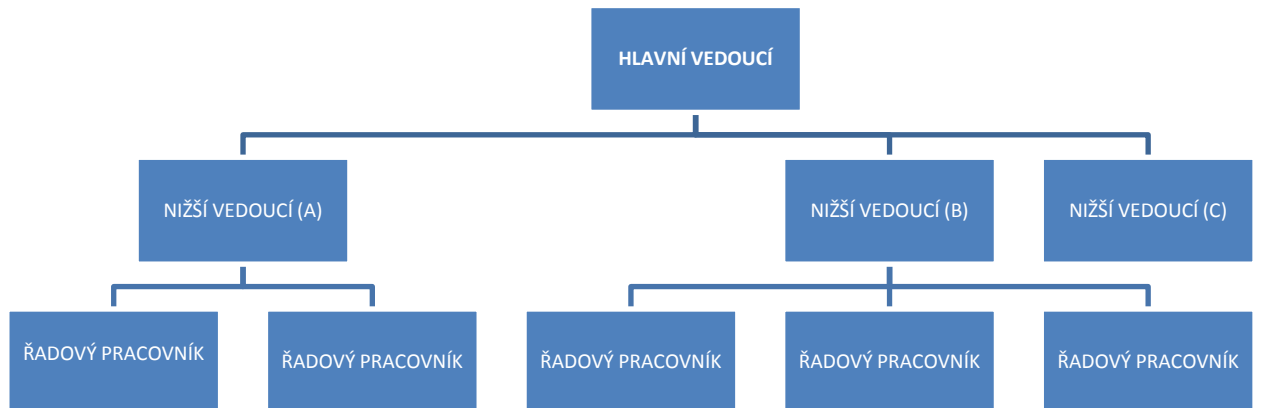 HLAVNÍ VEDOUCÍ
NIŽŠÍ VEDOUCÍ (A)
NIŽŠÍ VEDOUCÍ (B)
NIŽŠÍ VEDOUCÍ (C)
ŘADOVÝ PRACOVNÍK
ŘADOVÝ PRACOVNÍK
ŘADOVÝ PRACOVNÍK
ŘADOVÝ PRACOVNÍK
ŘADOVÝ PRACOVNÍK